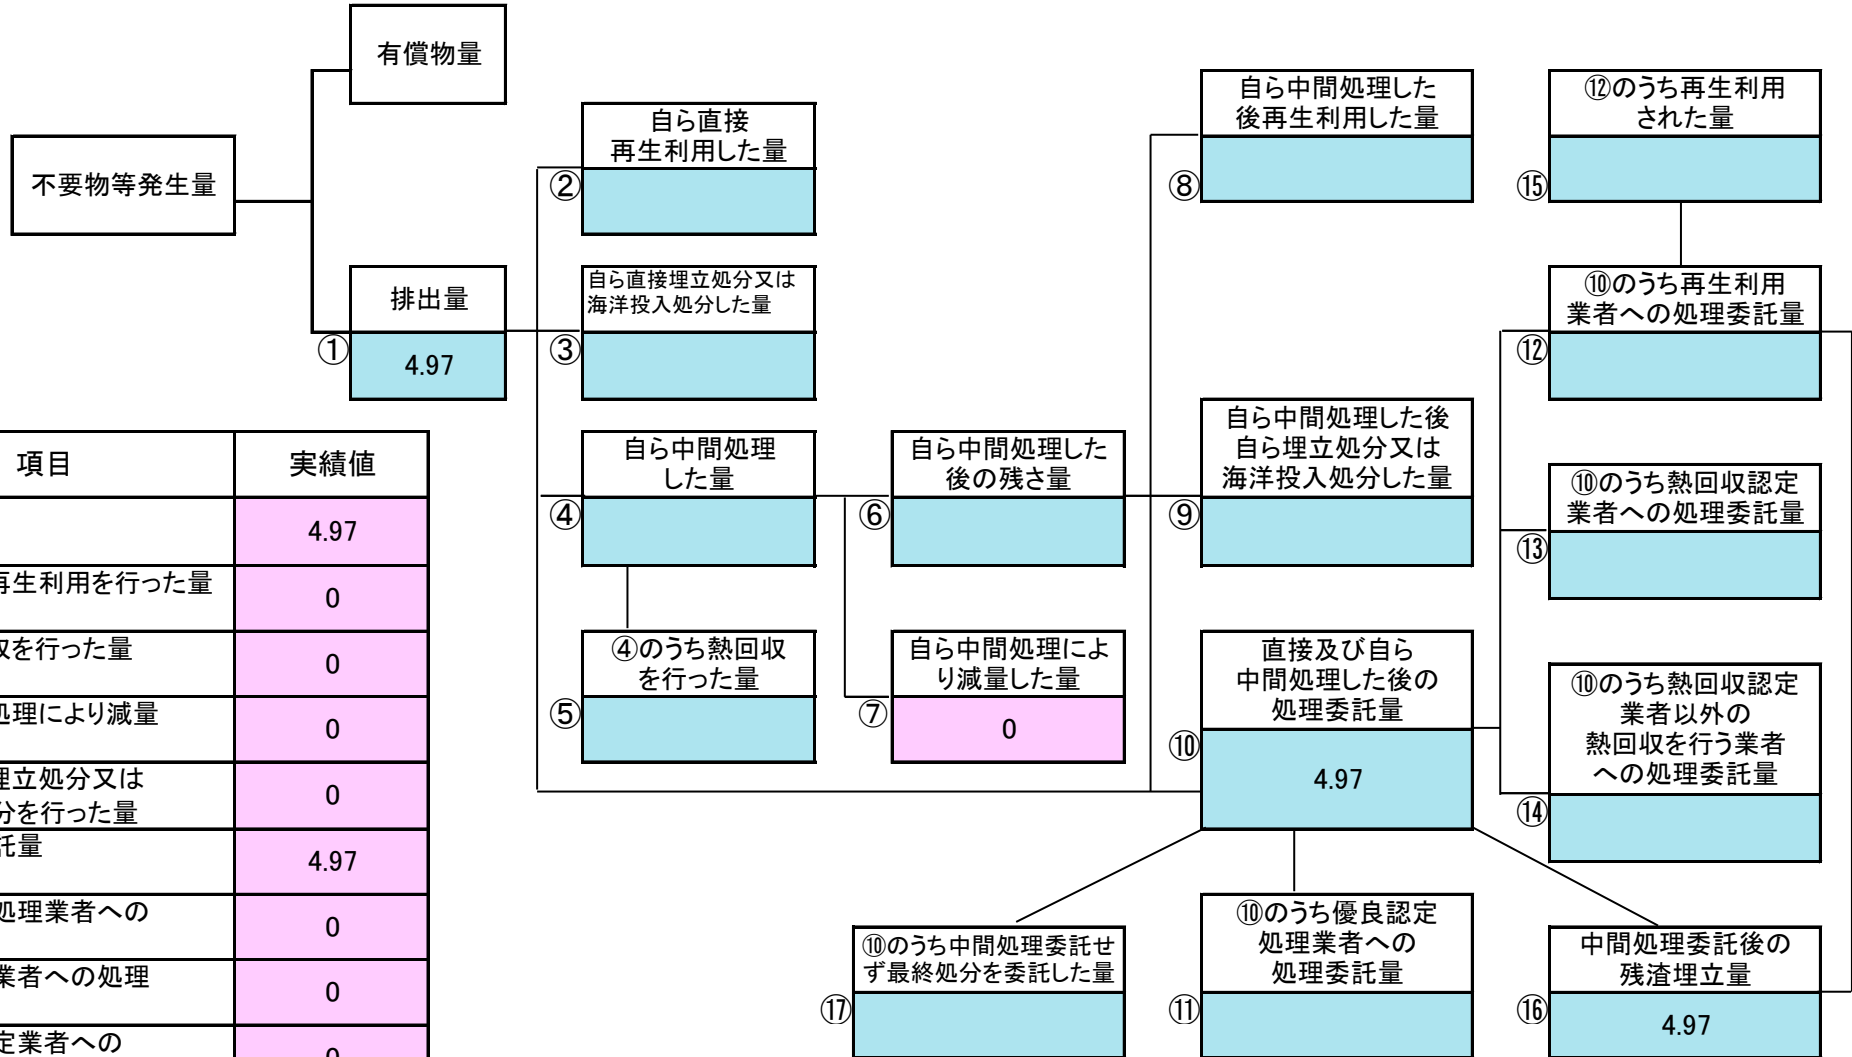 有償物量
不要物等発生量
排出量
①
4.97
自ら直接
再生利用した量
②
自ら直接埋立処分又は
海洋投入処分した量
③
自ら中間処理
した量
④
④のうち熱回収
を行った量
⑤
自ら中間処理した
後の残さ量
⑥
自ら中間処理によ
り減量した量
⑦
0
自ら中間処理した
後再生利用した量
⑧
自ら中間処理した後
自ら埋立処分又は
海洋投入処分した量
⑨
直接及び自ら
中間処理した後の
処理委託量
⑩
4.97
⑫のうち再生利用
された量
⑮
⑩のうち再生利用
業者への処理委託量
⑫
⑩のうち熱回収認定
業者への処理委託量
⑬
⑩のうち熱回収認定
業者以外の
熱回収を行う業者
への処理委託量
⑭
⑩のうち中間処理委託せ
ず最終処分を委託した量
⑰
⑩のうち優良認定
処理業者への
処理委託量
⑪
中間処理委託後の
残渣埋立量
⑯
4.97
項目
実績値
4.97
再生利用を行った量
0
を行った量
0
処理により減量
0
埋立処分又は
分を行った量
0
託量
4.97
処理業者への
0
業者への処理
0
定業者への
0